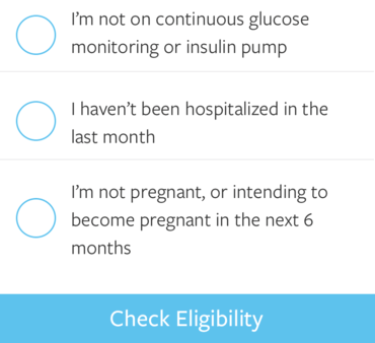 I'm not on continuous glucose
monitoring or insulin pump
I haven't been hospitalized in the
last month
I'm not pregnant, or intending to
become pregnant in the next 6
months
Check Eligibility